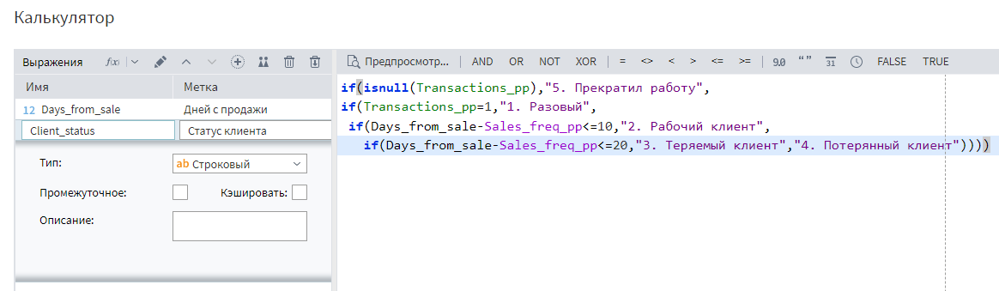 Калькулятор
Выражения f(x)
Предпросмотр... AND OR NOT XOR = <> < > <= >= 9.0 “ ” 31 FALSE TRUE
Имя Метка
12 Days_from_sale Дней с продажи
Client_status Статус клиента
Тип: ab Строковый
Промежуточное: Кэшировать:
Описание:
if(isnull(Transactions_pp),"5. Прекратил работу",
if(Transactions_pp=1,"1. Разовый",
if(Days_from_sale-Sales_freq_pp<=10,"2. Рабочий клиент",
if(Days_from_sale-Sales_freq_pp<=20,"3. Теряемый клиент","4. Потерянный клиент"))))